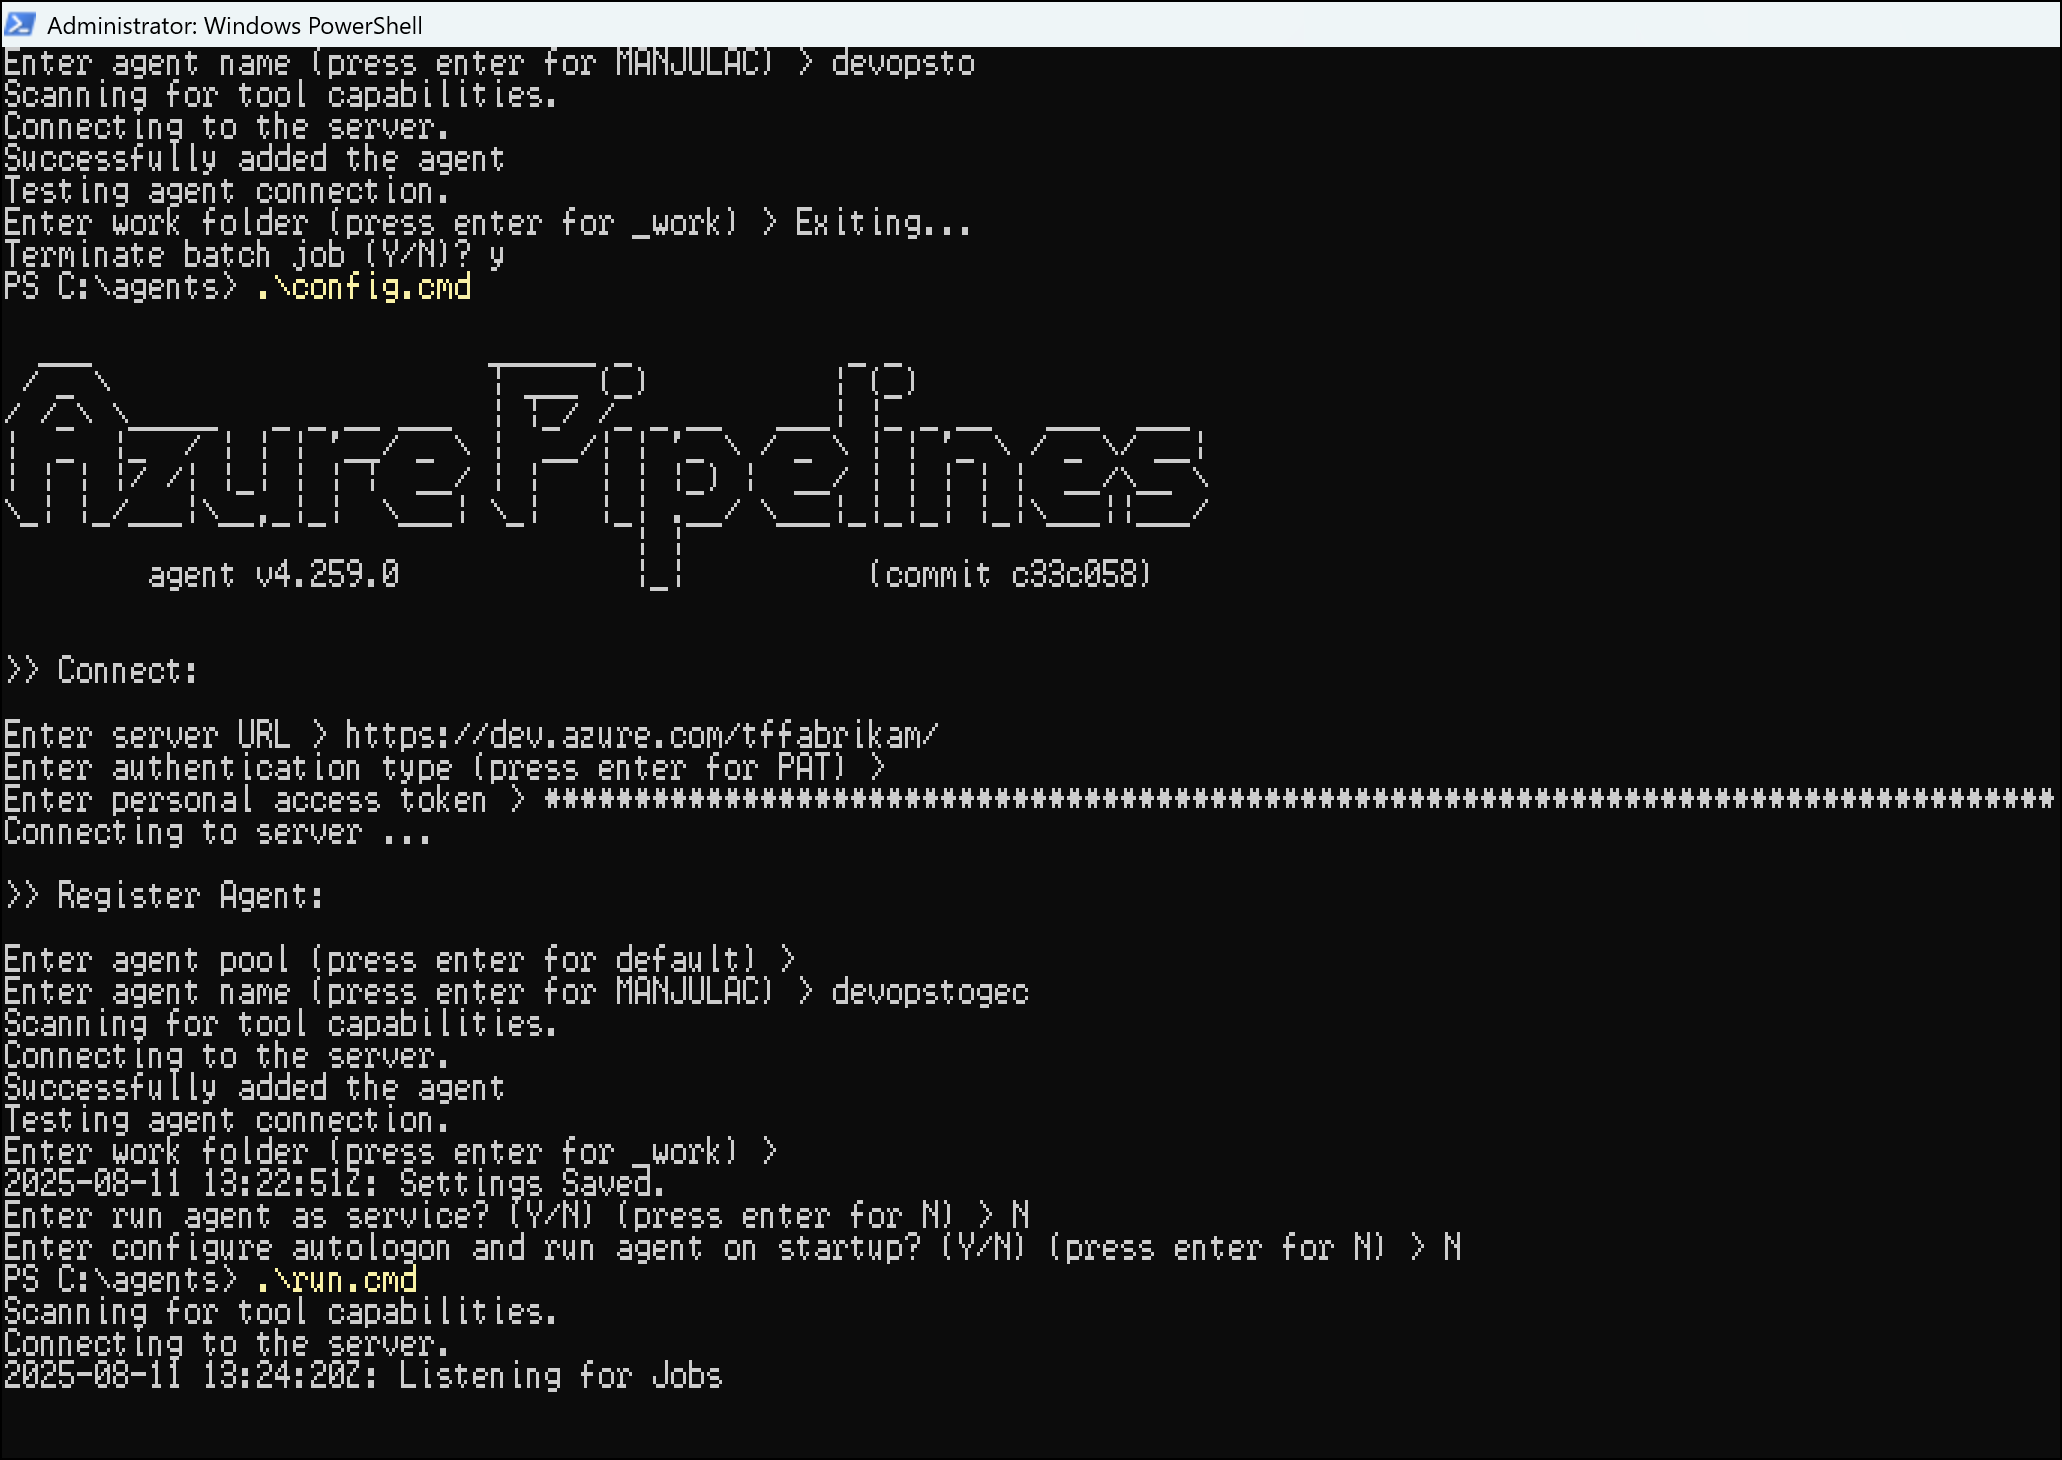 Administrator: Windows PowerShell
Enter agent name (press enter for MANJULAC) > devopsto
Scanning for tool capabilities.
Connecting to the server.
Successfully added the agent
Testing agent connection.
Enter work folder (press enter for _work) > Exiting...
Terminate batch job (Y/N)? y
PS C:\agents> .\config.cmd
Azure Pipelines
agent v4.259.0 (commit c33c058)
>> Connect:
Enter server URL > https://dev.azure.com/tffabrikam/
Enter authentication type (press enter for PAT) >
Enter personal access token > ************************************************************************************
Connecting to server ...
>> Register Agent:
Enter agent pool (press enter for default) >
Enter agent name (press enter for MANJULAC) > devopstogec
Scanning for tool capabilities.
Connecting to the server.
Successfully added the agent
Testing agent connection.
Enter work folder (press enter for _work) >
2025-08-11 13:22:51Z: Settings Saved.
Enter run agent as service? (Y/N) (press enter for N) > N
Enter configure autologon and run agent on startup? (Y/N) (press enter for N) > N
PS C:\agents> .\run.cmd
Scanning for tool capabilities.
Connecting to the server.
2025-08-11 13:24:20Z: Listening for Jobs